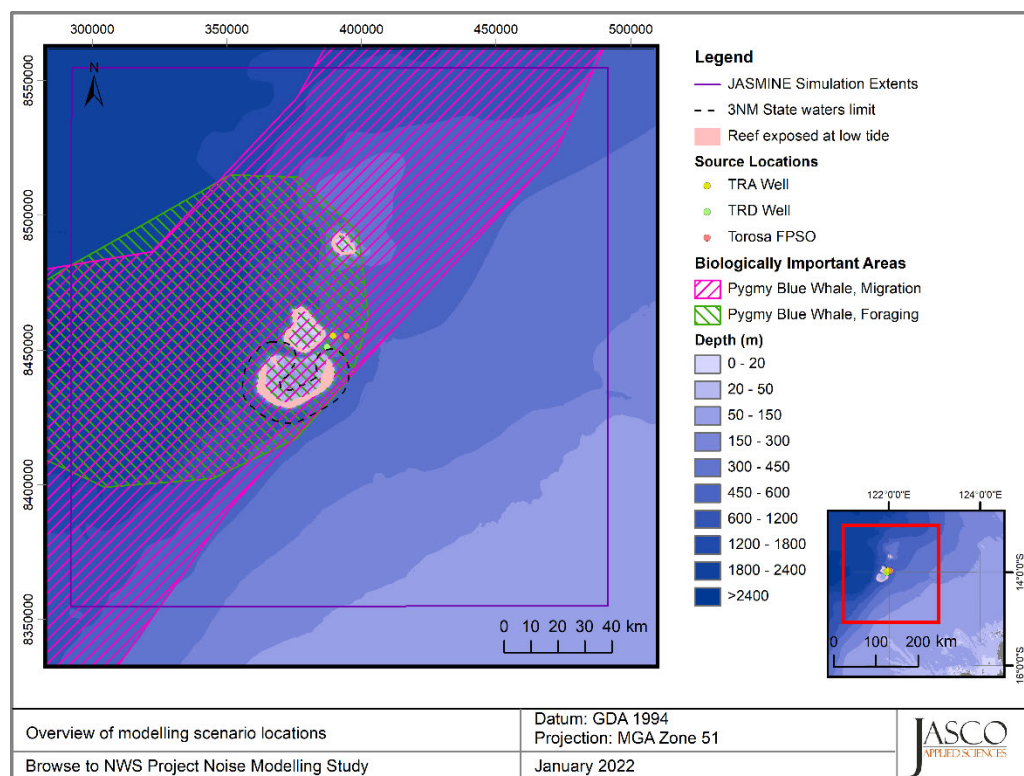 300000 350000 400000 450000 500000
8550000
8500000
8450000
8400000
8350000
N
0 10 20 30 40 km
Legend
JASMINE Simulation Extents
3NM State waters limit
Reef exposed at low tide
Source Locations
TRA Well
TRD Well
Torosa FPSO
Biologically Important Areas
Pygmy Blue Whale, Migration
Pygmy Blue Whale, Foraging
Depth (m)
0 - 20
20 - 50
50 - 150
150 - 300
300 - 450
450 - 600
600 - 1200
1200 - 1800
1800 - 2400
>2400
122°0'0"E 124°0'0"E
14°0'0"S
16°0'0"S
0 100 200 km
Overview of modelling scenario locations
Browse to NWS Project Noise Modelling Study
Datum: GDA 1994
Projection: MGA Zone 51
January 2022
JASCO
APPLIED SCIENCES